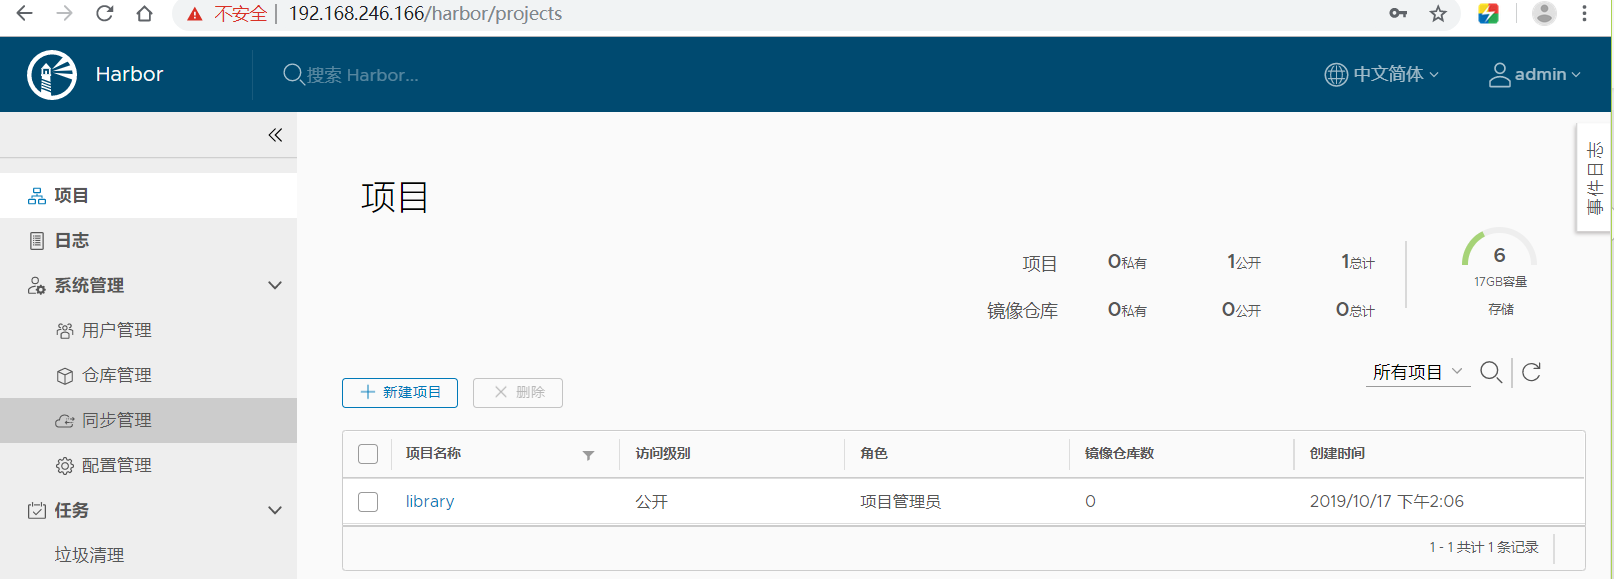 不安全 192.168.246.166/harbor/projects
Harbor
搜索 Harbor...
中文简体
admin
事件日志
项目
日志
系统管理
用户管理
仓库管理
同步管理
配置管理
任务
垃圾清理
项目
项目 0私有 1公开 1总计
镜像仓库 0私有 0公开 0总计
6
17GB容量
存储
所有项目
新建项目
删除
项目名称 访问级别 角色 镜像仓库数 创建时间
library 公开 项目管理员 0 2019/10/17 下午2:06
1 - 1 共计 1 条记录